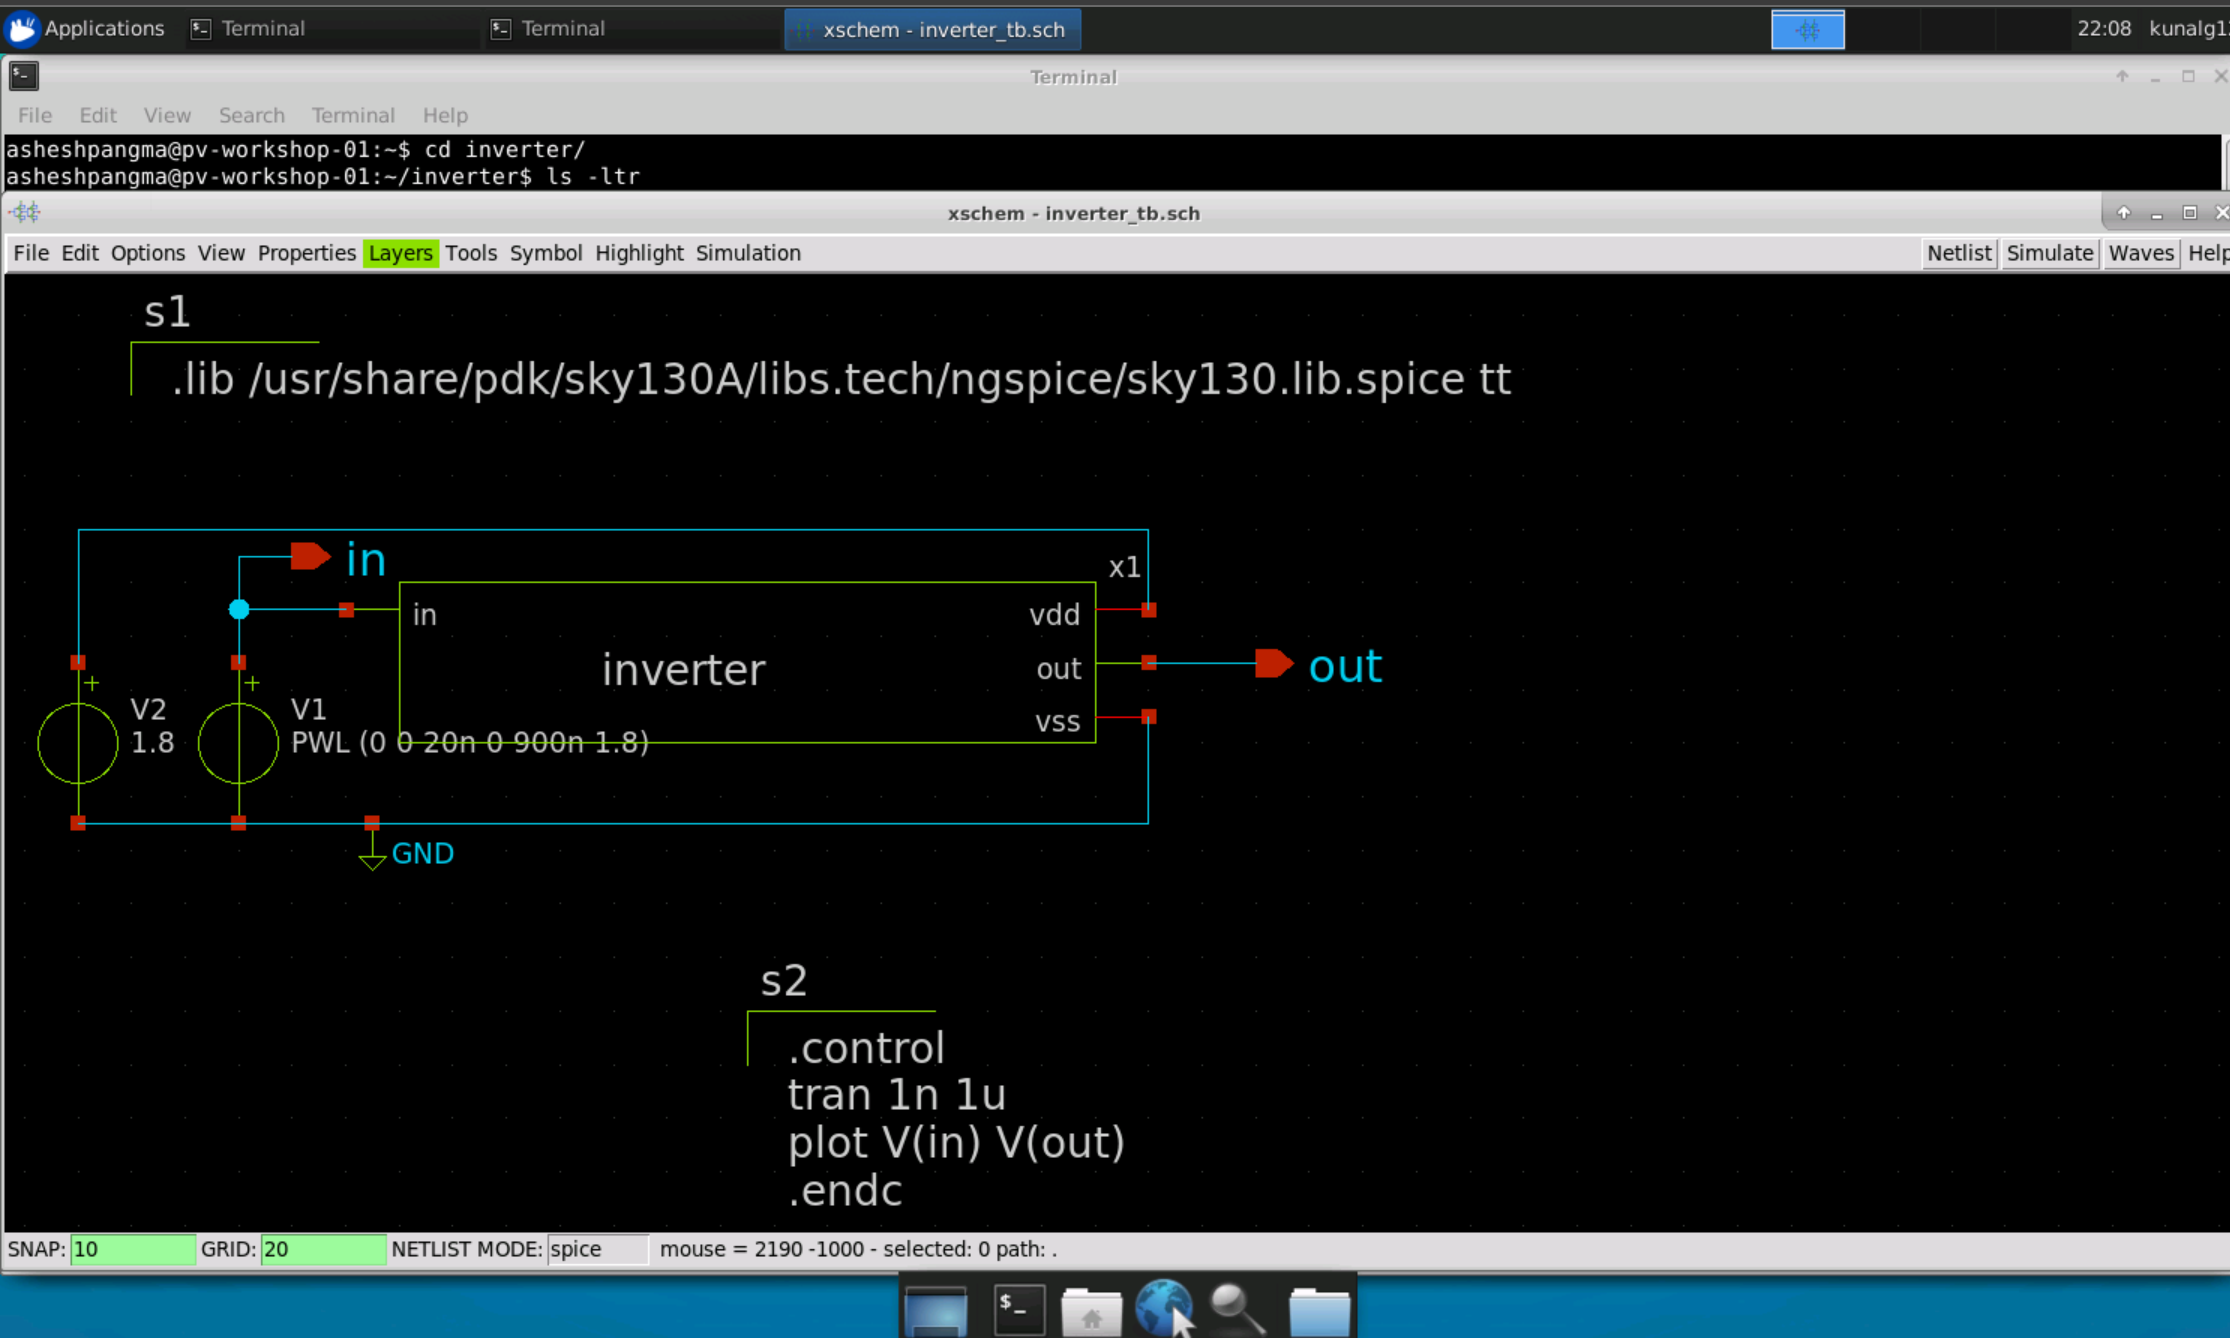 Applications Terminal Terminal xschem - inverter_tb.sch 22:08 kunalg1
Terminal
File Edit View Search Terminal Help
asheshpangma@pv-workshop-01:~$ cd inverter/
asheshpangma@pv-workshop-01:~/inverter$ ls -ltr
xschem - inverter_tb.sch
File Edit Options View Properties Layers Tools Symbol Highlight Simulation Netlist Simulate Waves Help
s1
.lib /usr/share/pdk/sky130A/libs.tech/ngspice/sky130.lib.spice tt
in
x1
in
vdd
inverter
out
out
vss
+
+
V2
1.8
V1
PWL (0 0 20n 0 900n 1.8)
GND
s2
.control
tran 1n 1u
plot V(in) V(out)
.endc
SNAP: 10 GRID: 20 NETLIST MODE: spice mouse = 2190 -1000 - selected: 0 path: .
$_